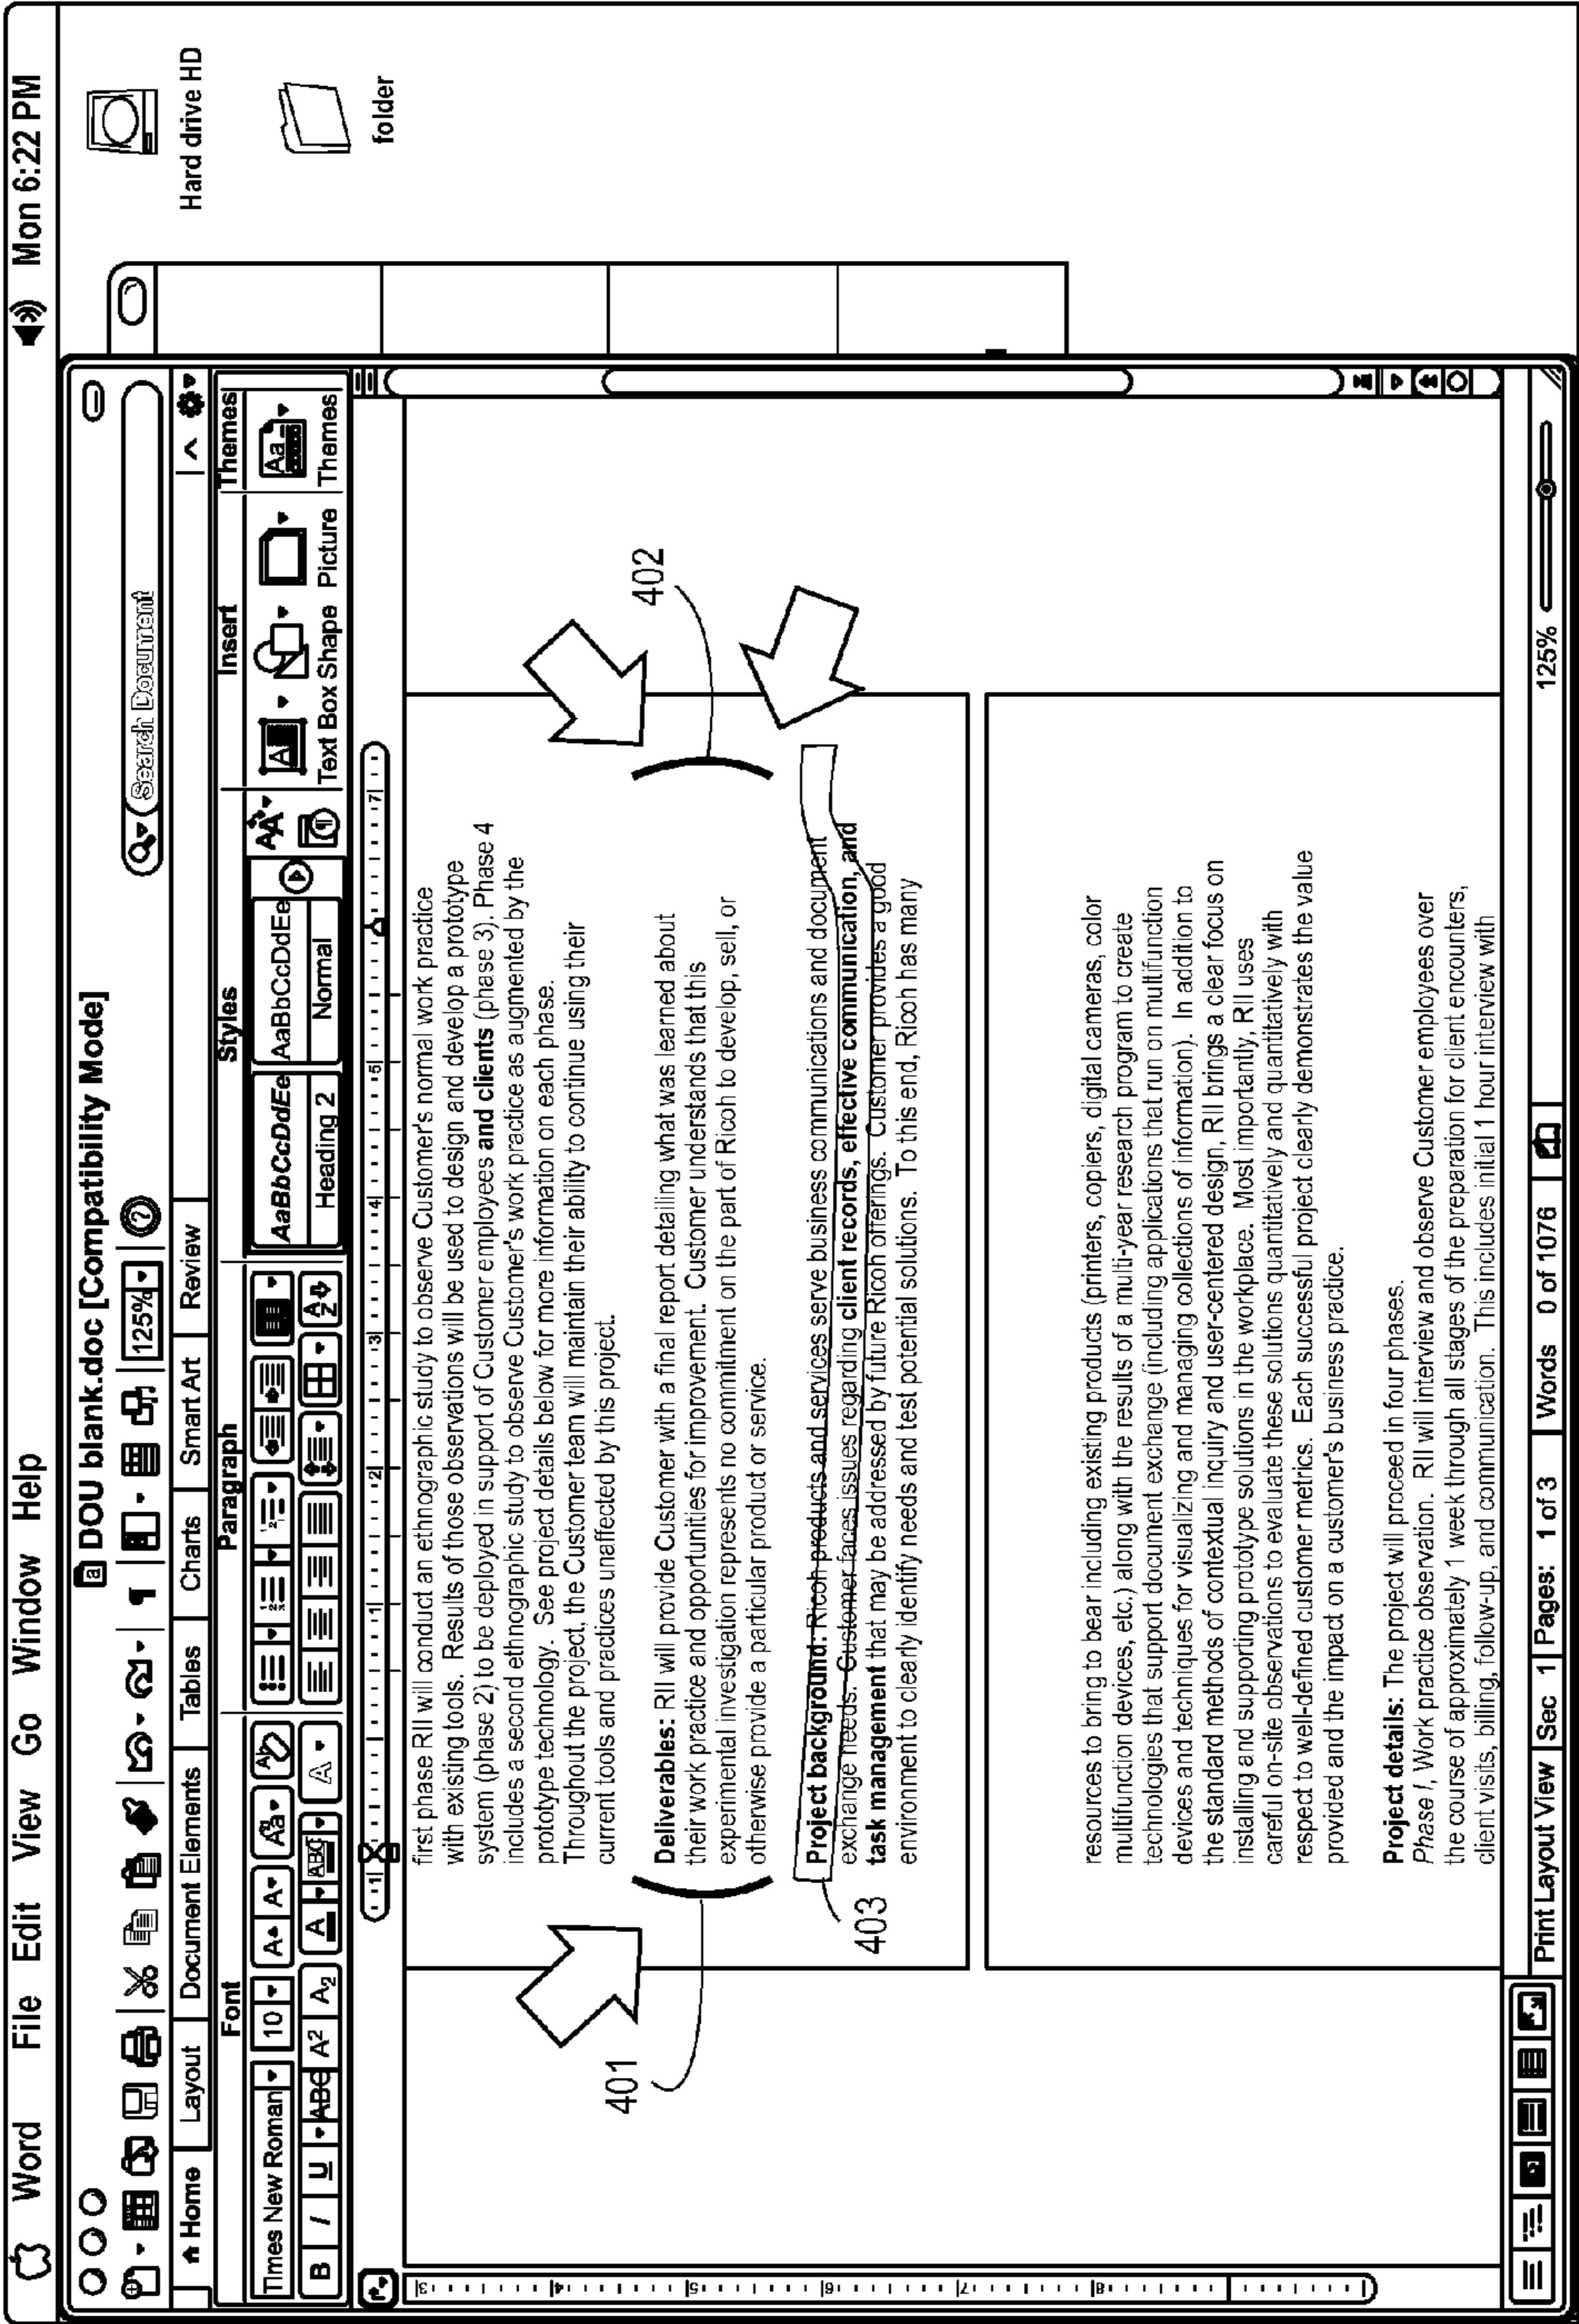 Word File Edit View Go Window Help Mon 6:22 PM
DOU blank.doc [Compatibility Mode]
125% Search Document
Home Layout Document Elements Tables Charts Smart Art Review
Font Paragraph Styles Insert Themes
Times New Roman 10 A A Aa Ab AaBbCcDdEe AaBbCcDdEe
B I U ABC A² A₂ A ABC A Heading 2 Normal Text Box Shape Picture Themes
1 1 2 3 4 5 7
Hard drive HD
folder
first phase RII will conduct an ethnographic study to observe Customer's normal work practice
with existing tools. Results of those observations will be used to design and develop a prototype
system (phase 2) to be deployed in support of Customer employees and clients (phase 3). Phase 4
includes a second ethnographic study to observe Customer's work practice as augmented by the
prototype technology. See project details below for more information on each phase.
Throughout the project, the Customer team will maintain their ability to continue using their
current tools and practices unaffected by this project.
401
402
Deliverables: RII will provide Customer with a final report detailing what was learned about
their work practice and opportunities for improvement. Customer understands that this
experimental investigation represents no commitment on the part of Ricoh to develop, sell, or
otherwise provide a particular product or service.
403
Project background: Ricoh products and services serve business communications and document
exchange needs. Customer faces issues regarding client records, effective communication, and
task management that may be addressed by future Ricoh offerings. Customer provides a good
environment to clearly identify needs and test potential solutions. To this end, Ricoh has many
resources to bring to bear including existing products (printers, copiers, digital cameras, color
multifunction devices, etc.) along with the results of a multi-year research program to create
technologies that support document exchange (including applications that run on multifunction
devices and techniques for visualizing and managing collections of information). In addition to
the standard methods of contextual inquiry and user-centered design, RII brings a clear focus on
installing and supporting prototype solutions in the workplace. Most importantly, RII uses
careful on-site observations to evaluate these solutions quantitatively and quantitatively with
respect to well-defined customer metrics. Each successful project clearly demonstrates the value
provided and the impact on a customer's business practice.
Project details: The project will proceed in four phases.
Phase I, Work practice observation. RII will interview and observe Customer employees over
the course of approximately 1 week through all stages of the preparation for client encounters,
client visits, billing, follow-up, and communication. This includes initial 1 hour interview with
Print Layout View Sec 1 Pages: 1 of 3 Words 0 of 1076 125%